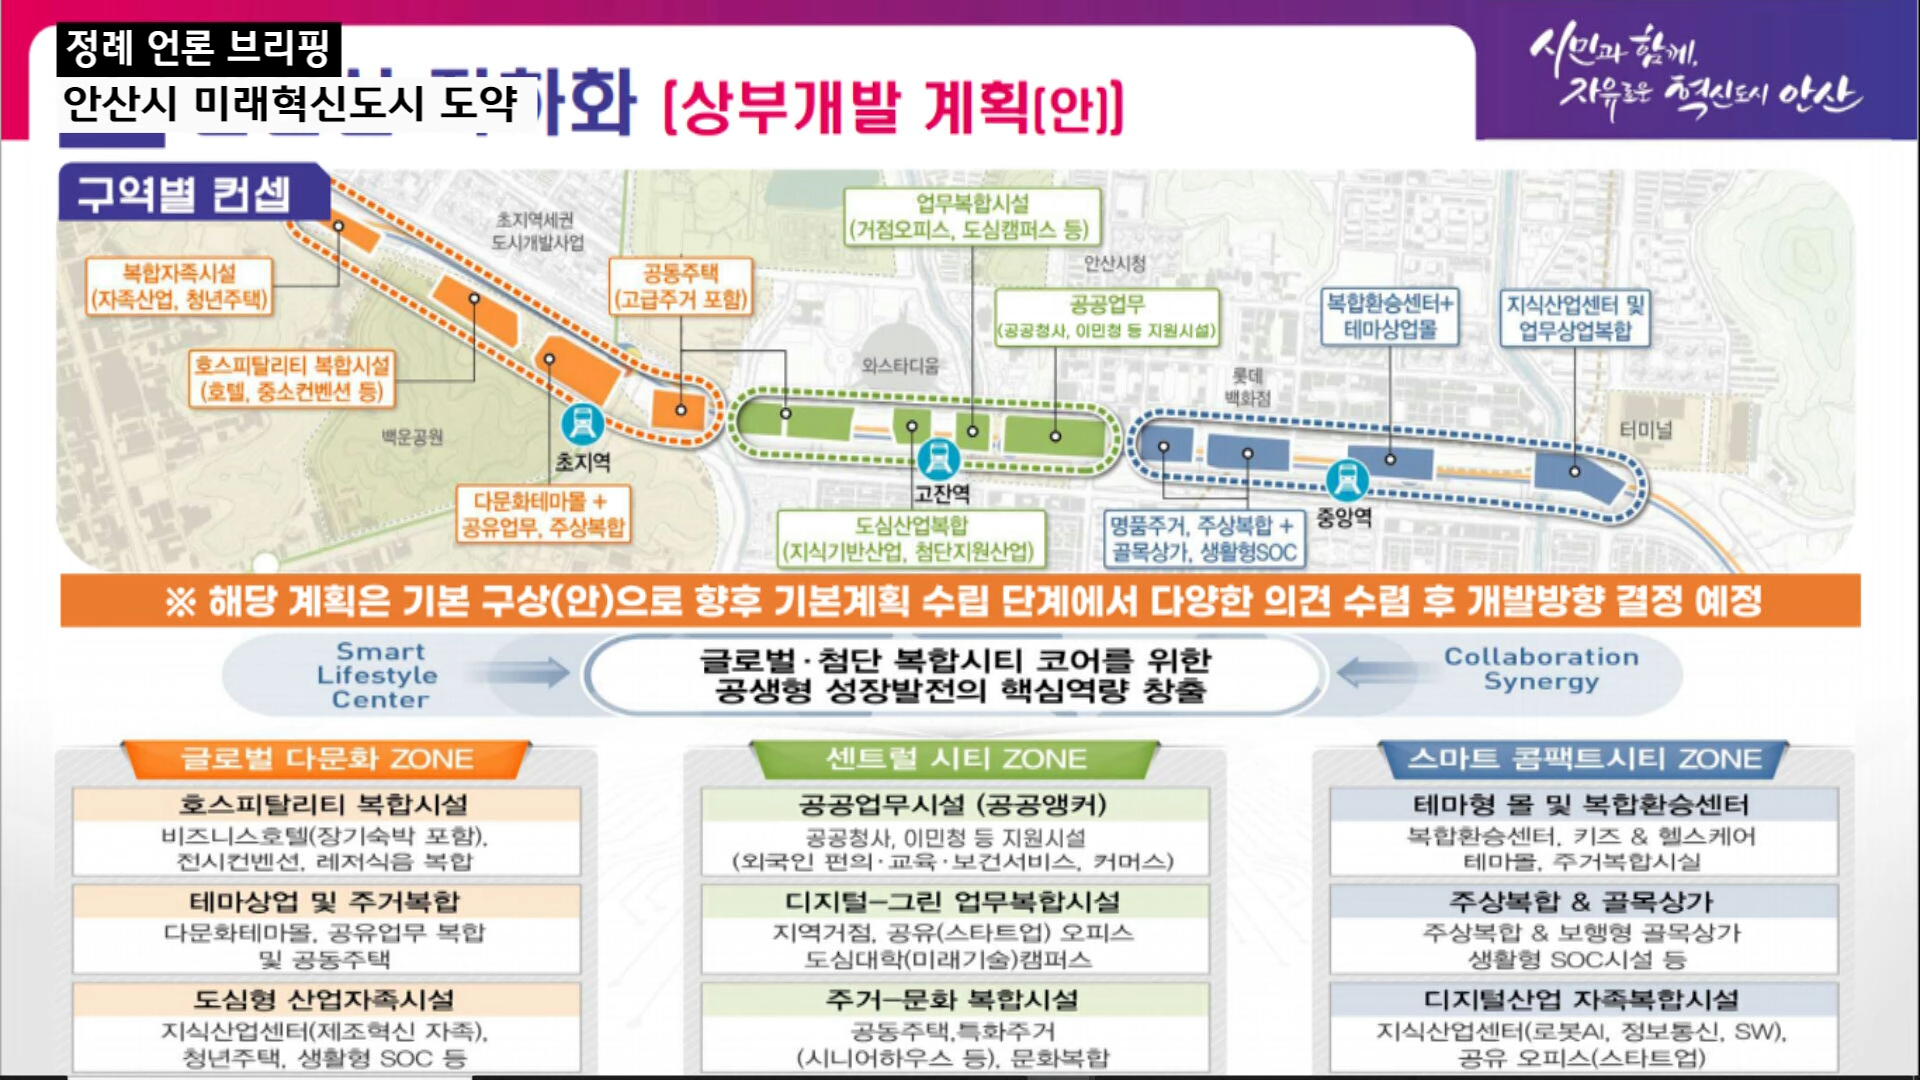 정례 언론 브리핑
안산시 미래혁신도시 도약
하화 [상부개발 계획(안)]
시민과 함께,
자유로운 혁신도시 안산
구역별 컨셉
초지역세권
도시개발사업
복합자족시설
(자족산업, 청년주택)
호스피탈리티 복합시설
(호텔, 중소컨벤션 등)
공동주택
(고급주거 포함)
업무복합시설
(거점오피스, 도심캠퍼스 등)
안산시청
공공업무
(공공청사, 이민청 등 지원시설)
복합환승센터+
테마상업몰
지식산업센터 및
업무상업복합
와스타디움
롯데
백화점
터미널
백운공원
초지역
고잔역
중앙역
다문화테마몰 +
공유업무, 주상복합
도심산업복합
(지식기반산업, 첨단지원산업)
명품주거, 주상복합 +
골목상가, 생활형SOC
※ 해당 계획은 기본 구상(안)으로 향후 기본계획 수립 단계에서 다양한 의견 수렴 후 개발방향 결정 예정
Smart
Lifestyle
Center
글로벌·첨단 복합시티 코어를 위한
공생형 성장발전의 핵심역량 창출
Collaboration
Synergy
글로벌 다문화 ZONE
호스피탈리티 복합시설
비즈니스호텔(장기숙박 포함),
전시컨벤션, 레저식음 복합
테마상업 및 주거복합
다문화테마몰, 공유업무 복합
및 공동주택
도심형 산업자족시설
지식산업센터(제조혁신 자족),
청년주택, 생활형 SOC 등
센트럴 시티 ZONE
공공업무시설 (공공앵커)
공공청사, 이민청 등 지원시설
(외국인 편의·교육·보건서비스, 커머스)
디지털-그린 업무복합시설
지역거점, 공유(스타트업) 오피스
도심대학(미래기술)캠퍼스
주거-문화 복합시설
공동주택,특화주거
(시니어하우스 등), 문화복합
스마트 콤팩트시티 ZONE
테마형 몰 및 복합환승센터
복합환승센터, 키즈 & 헬스케어
테마몰, 주거복합시실
주상복합 & 골목상가
주상복합 & 보행형 골목상가
생활형 SOC시설 등
디지털산업 자족복합시설
지식산업센터(로봇AI, 정보통신, SW),
공유 오피스(스타트업)